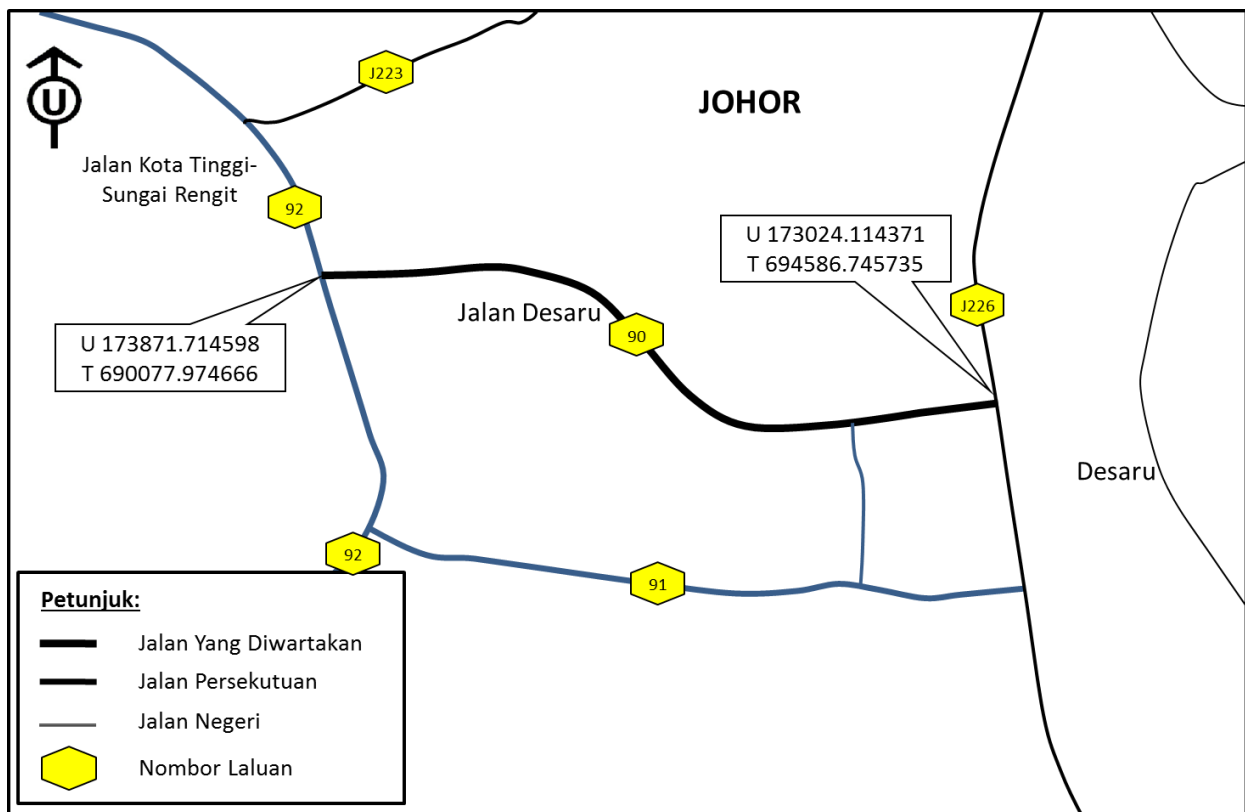 J223
U
JOHOR
Jalan Kota Tinggi-
Sungai Rengit
92
U 173024.114371
T 694586.745735
Jalan Desaru
J226
U 173871.714598
T 690077.974666
90
Desaru
92
91
Petunjuk:
Jalan Yang Diwartakan
Jalan Persekutuan
Jalan Negeri
Nombor Laluan